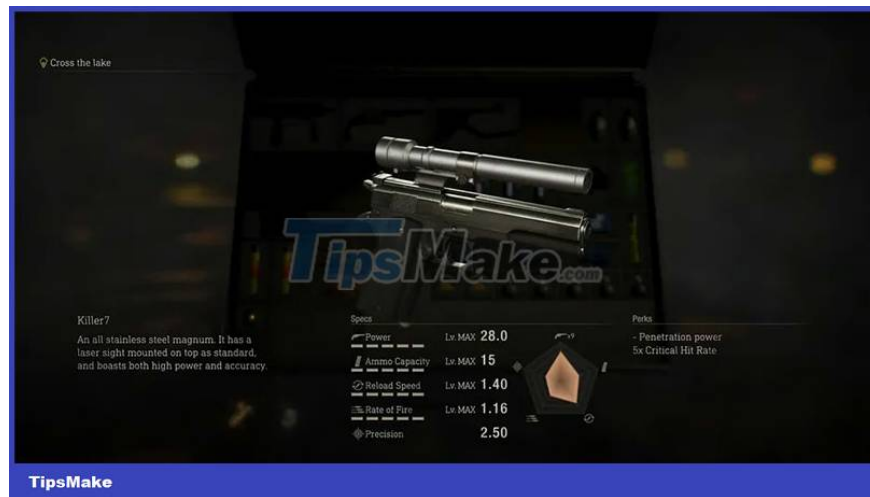 Cross the lake
TipsMake.com
Killer7
An all stainless steel magnum. It has a
laser sight mounted on top as standard,
and boasts both high power and accuracy.
Specs
Power Lv. MAX 28.0
Ammo Capacity Lv. MAX 15
Reload Speed Lv. MAX 1.40
Rate of Fire Lv. MAX 1.16
Precision 2.50
x9
Perks
- Penetration power
5x Critical Hit Rate
TipsMake